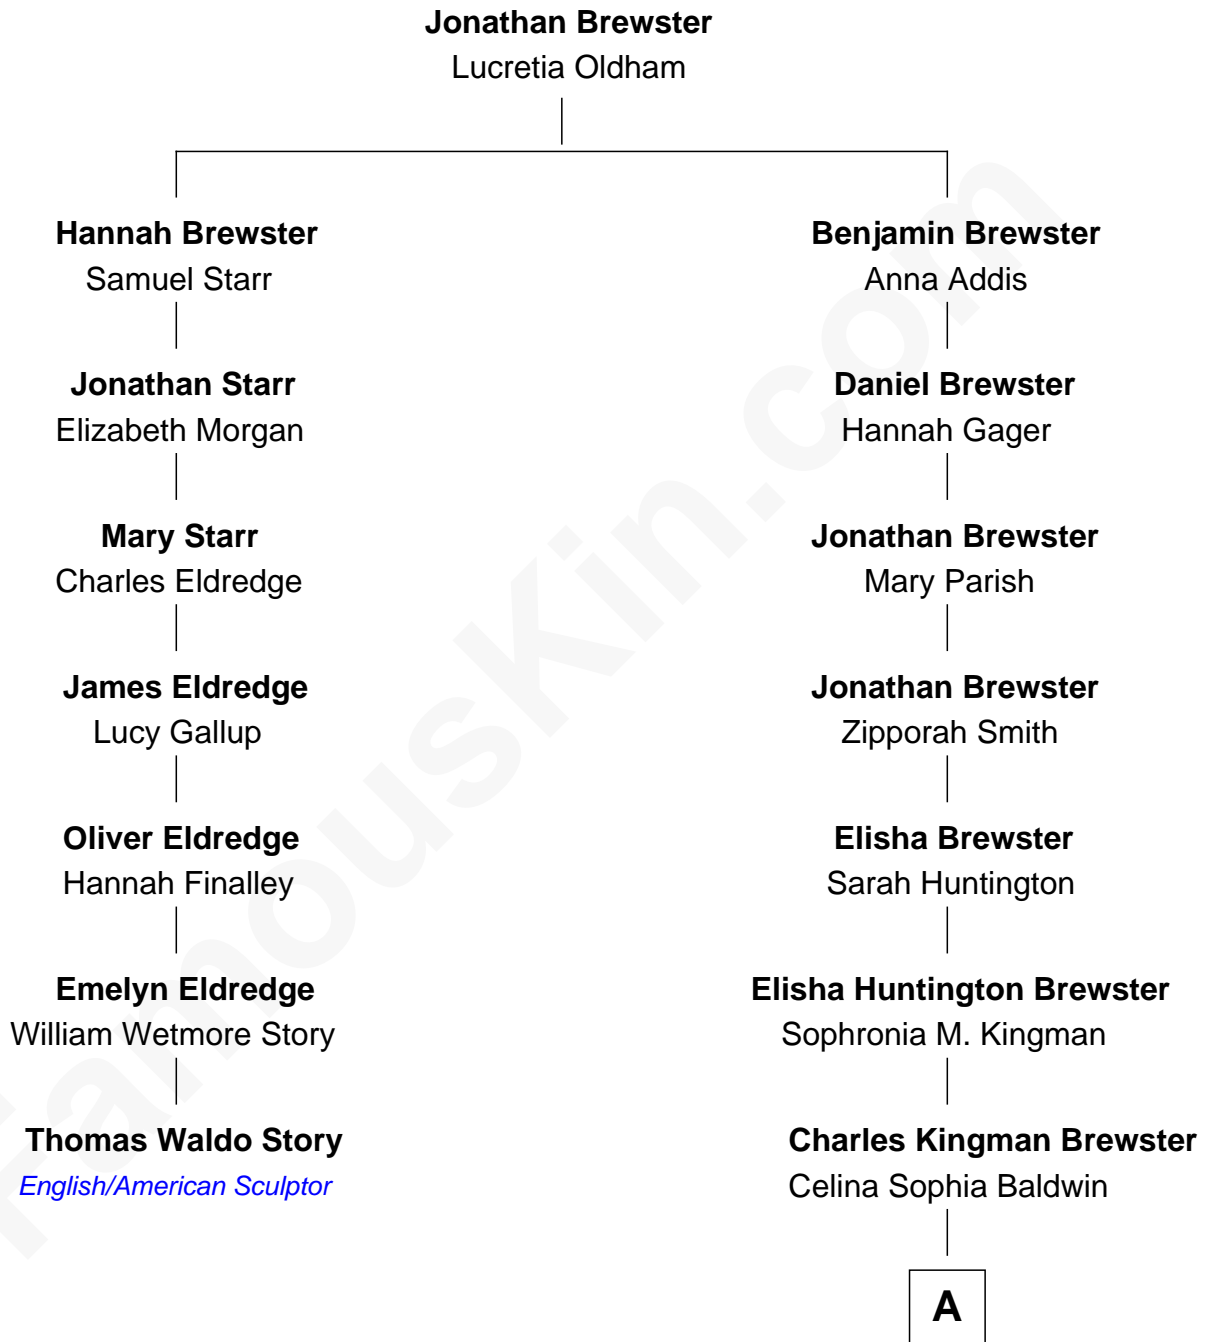 Jonathan Brewster
Lucretia Oldham
Hannah Brewster
Samuel Starr
Jonathan Starr
Elizabeth Morgan
Mary Starr
Charles Eldredge
James Eldredge
Lucy Gallup
Oliver Eldredge
Hannah Finalley
Emelyn Eldredge
William Wetmore Story
Thomas Waldo Story
English/American Sculptor
Benjamin Brewster
Anna Addis
Daniel Brewster
Hannah Gager
Jonathan Brewster
Mary Parish
Jonathan Brewster
Zipporah Smith
Elisha Brewster
Sarah Huntington
Elisha Huntington Brewster
Sophronia M. Kingman
Charles Kingman Brewster
Celina Sophia Baldwin
A
FamousKin.com